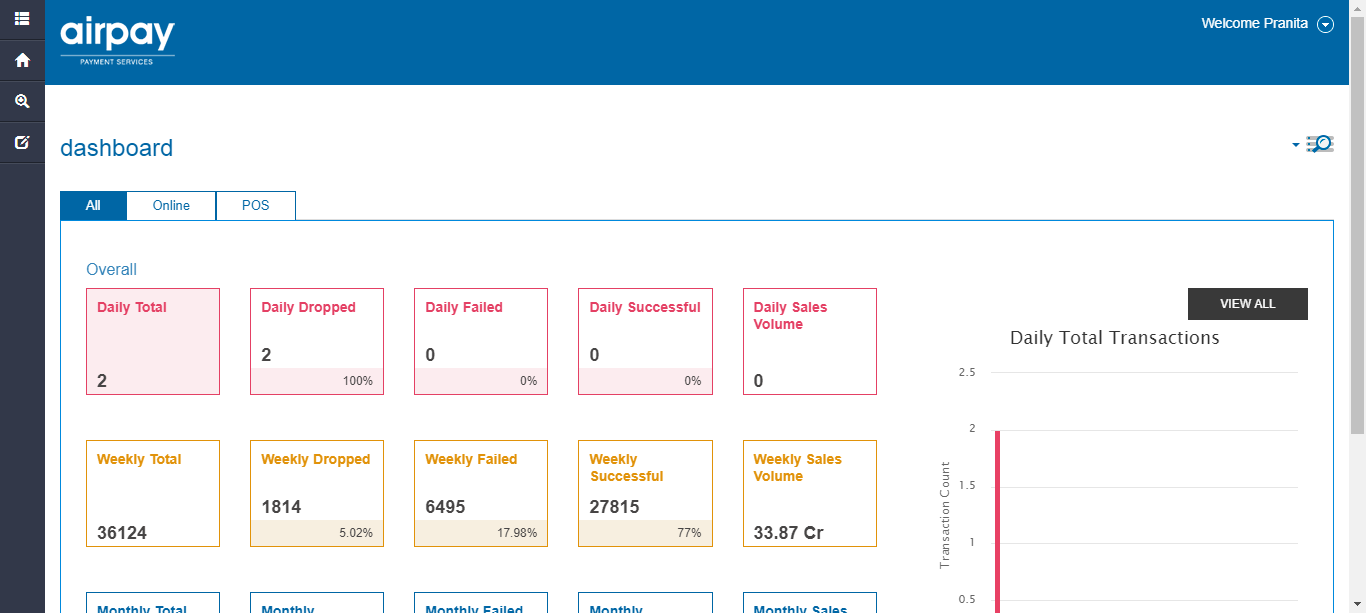 airpay
PAYMENT SERVICES
Welcome Pranita
dashboard
All
Online
POS
Overall
Daily Total
2
Daily Dropped
2
100%
Daily Failed
0
0%
Daily Successful
0
0%
Daily Sales
Volume
0
VIEW ALL
Daily Total Transactions
2.5
2
1.5
1
0.5
Transaction Count
Weekly Total
36124
Weekly Dropped
1814
5.02%
Weekly Failed
6495
17.98%
Weekly
Successful
27815
77%
Weekly Sales
Volume
33.87 Cr
Monthly Total
Monthly
Monthly Failed
Monthly
Monthly Sales